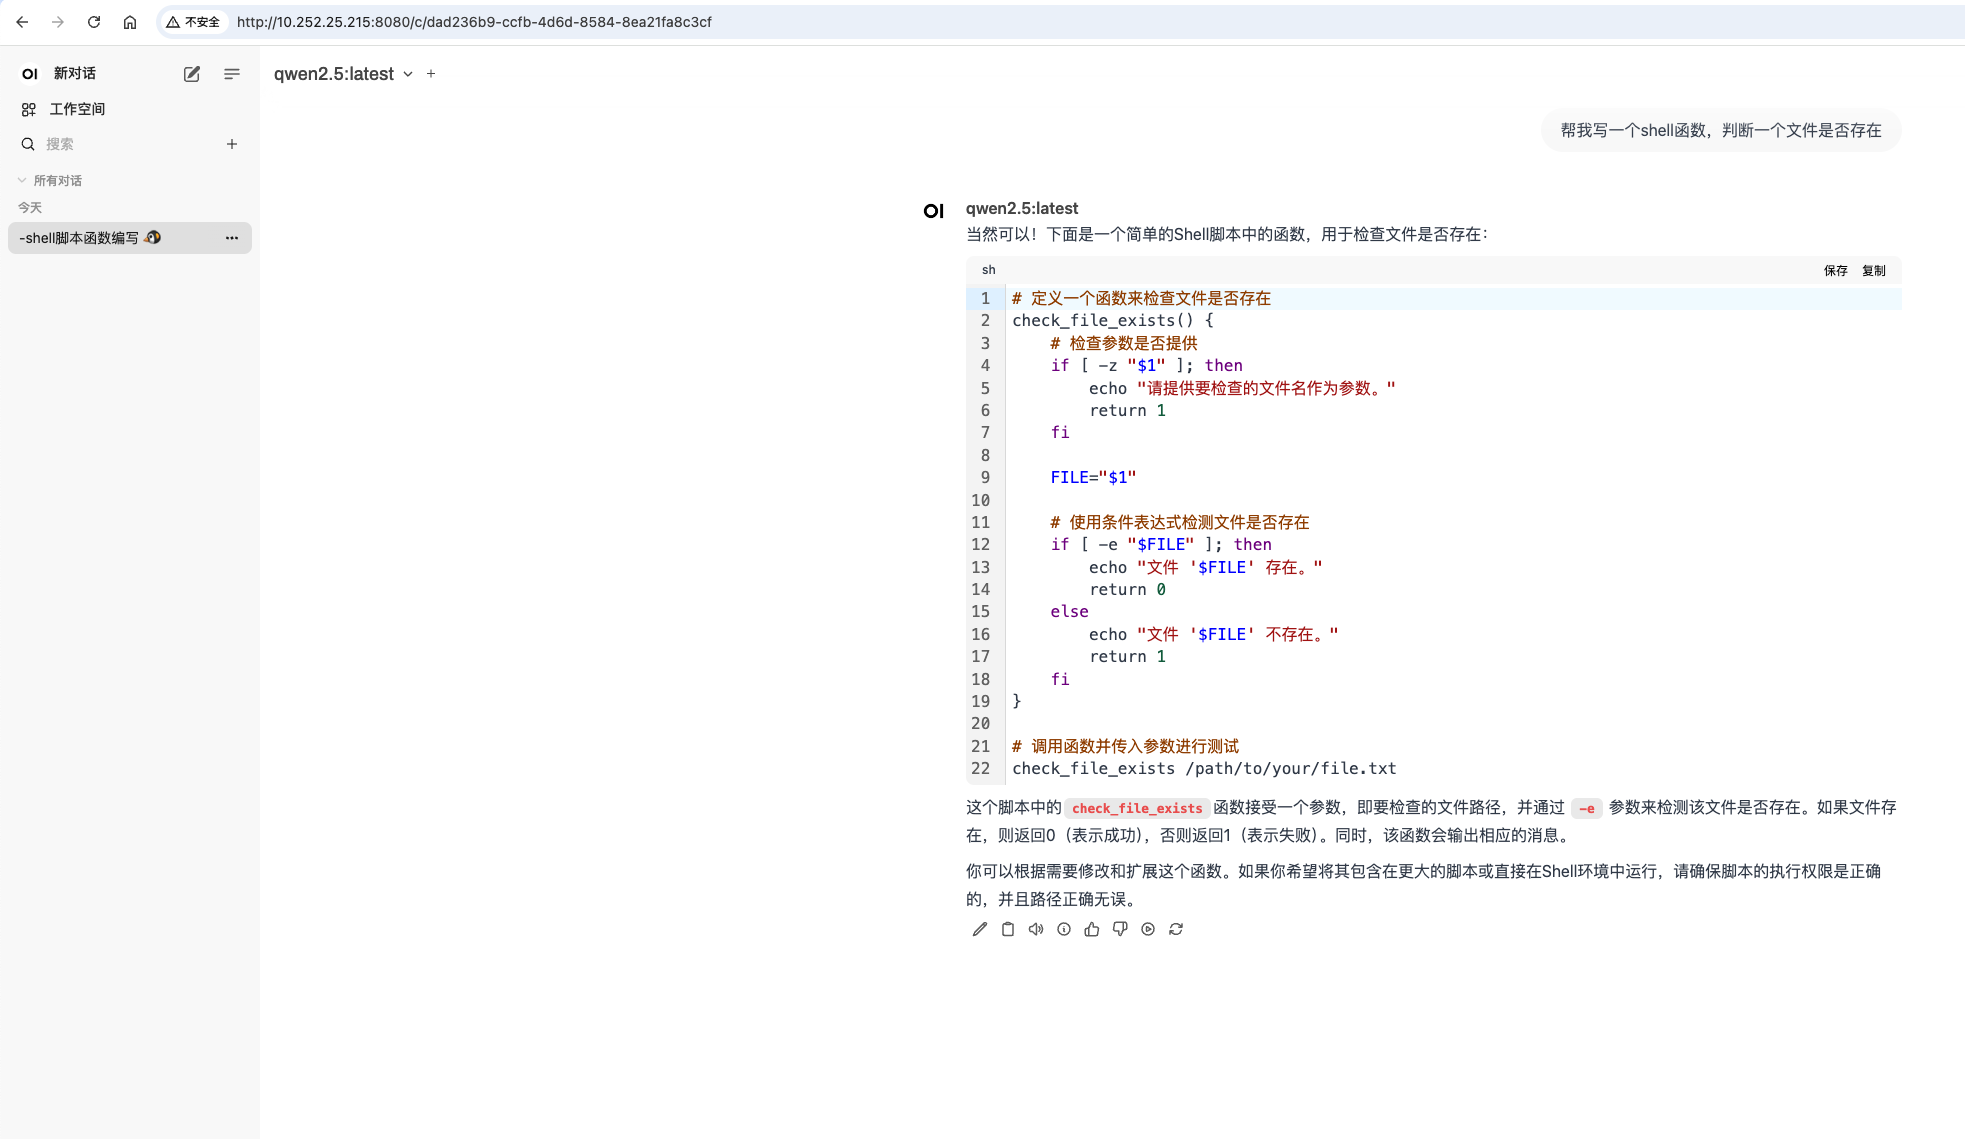 不安全 http://10.252.25.215:8080/c/dad236b9-ccfb-4d6d-8584-8ea21fa8c3cf
OI 新对话
工作空间
搜索
所有对话
今天
-shell脚本函数编写
qwen2.5:latest
帮我写一个shell函数，判断一个文件是否存在
OI qwen2.5:latest
当然可以！下面是一个简单的Shell脚本中的函数，用于检查文件是否存在：
sh 保存 复制
1 # 定义一个函数来检查文件是否存在
2 check_file_exists() {
3     # 检查参数是否提供
4     if [ -z "$1" ]; then
5         echo "请提供要检查的文件名作为参数。"
6         return 1
7     fi
8
9     FILE="$1"
10
11     # 使用条件表达式检测文件是否存在
12     if [ -e "$FILE" ]; then
13         echo "文件 '$FILE' 存在。"
14         return 0
15     else
16         echo "文件 '$FILE' 不存在。"
17         return 1
18     fi
19 }
20
21 # 调用函数并传入参数进行测试
22 check_file_exists /path/to/your/file.txt
这个脚本中的 check_file_exists 函数接受一个参数，即要检查的文件路径，并通过 -e 参数来检测该文件是否存在。如果文件存
在，则返回0（表示成功），否则返回1（表示失败）。同时，该函数会输出相应的消息。
你可以根据需要修改和扩展这个函数。如果你希望将其包含在更大的脚本或直接在Shell环境中运行，请确保脚本的执行权限是正确
的，并且路径正确无误。